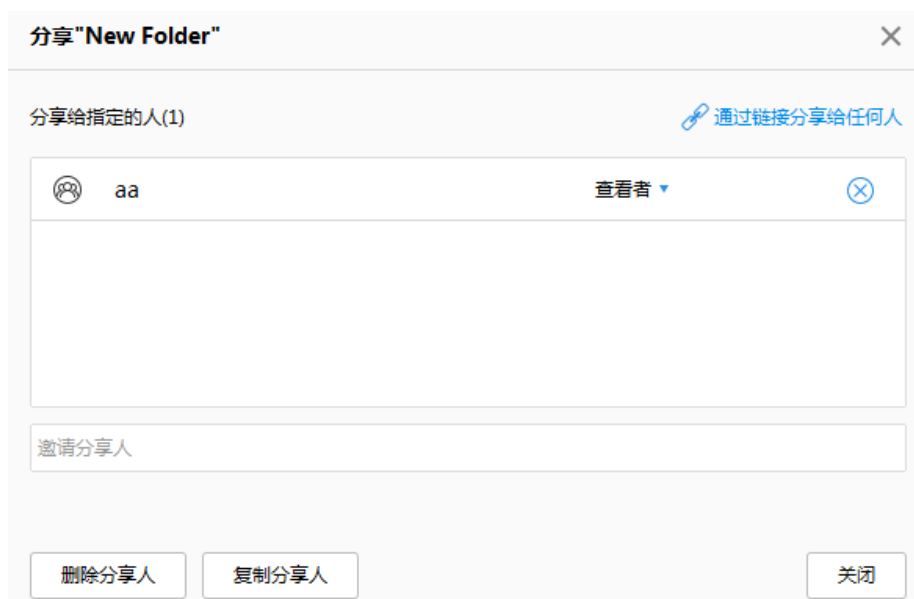 分享"New Folder"
分享给指定的人(1)
通过链接分享给任何人
aa
查看者
邀请分享人
删除分享人
复制分享人
关闭